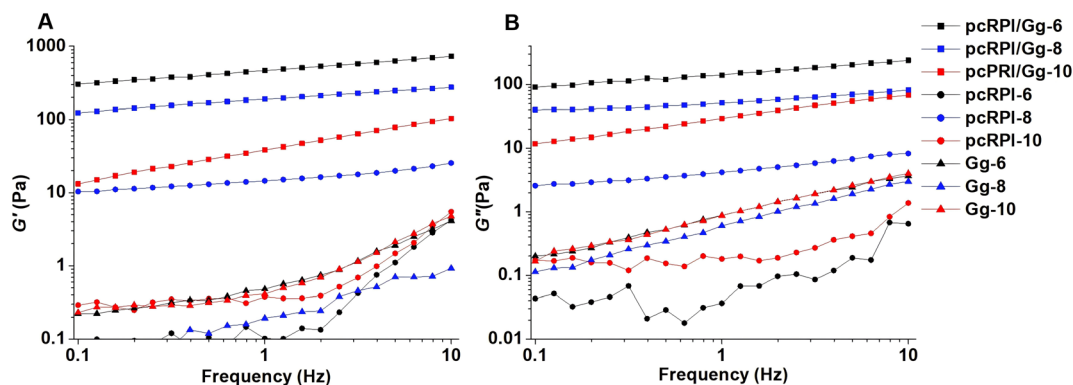 A
G' (Pa)
1000
100
10
1
0.1
0.1
1
10
Frequency (Hz)
B
G" (Pa)
100
10
1
0.1
0.01
0.1
1
10
Frequency (Hz)
pcRPI/Gg-6
pcRPI/Gg-8
pcPRI/Gg-10
pcRPI-6
pcRPI-8
pcRPI-10
Gg-6
Gg-8
Gg-10